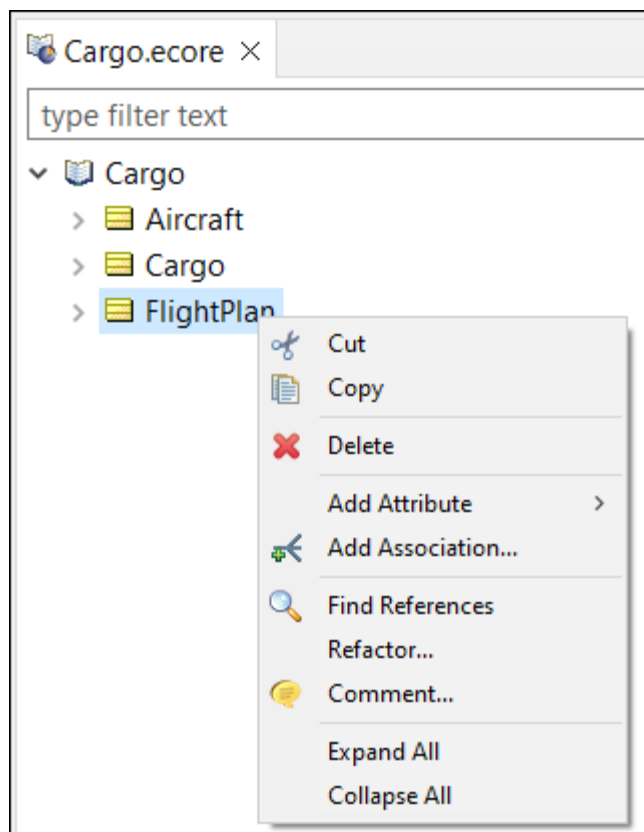 Cargo.ecore
type filter text
Cargo
Aircraft
Cargo
FlightPlan
Cut
Copy
Delete
Add Attribute
Add Association...
Find References
Refactor...
Comment...
Expand All
Collapse All